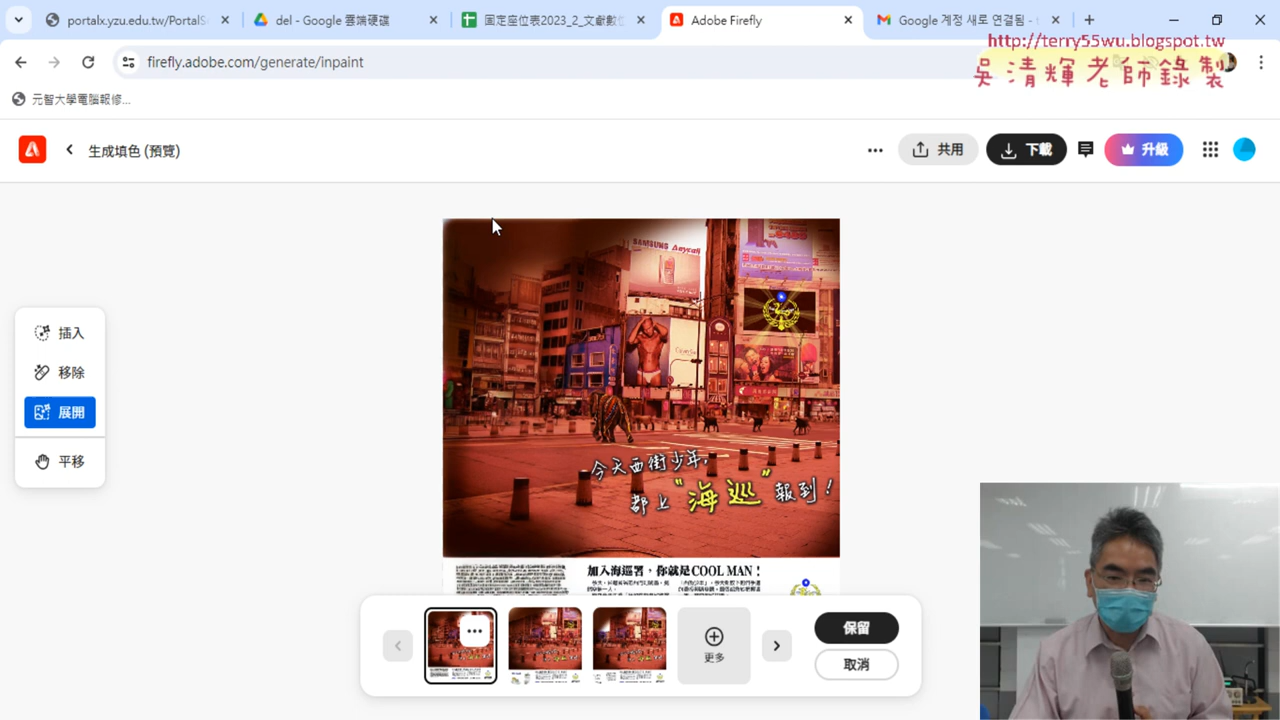 portalx.yzu.edu.tw/PortalS
del - Google 雲端硬碟
固定座位表2023_2_文獻數位
Adobe Firefly
Google 계정 새로 연결됨 -
http://terry55wu.blogspot.tw
firefly.adobe.com/generate/inpaint
吳清輝老師錄製
元智大學電腦報修...
生成填色 (預覽)
共用
下載
升級
SAMSUNG Anycall
插入
移除
展開
平移
今天西街少年,
都上"海巡"報到!
加入海巡署，你就是COOL MAN！
更多
保留
取消